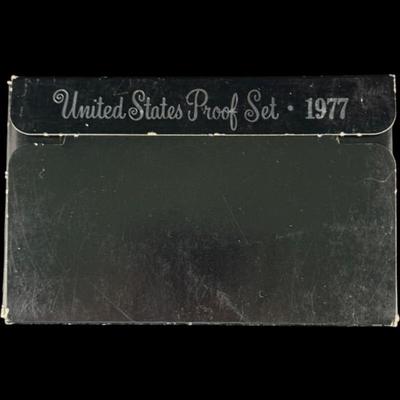 United States Proof Set · 1977